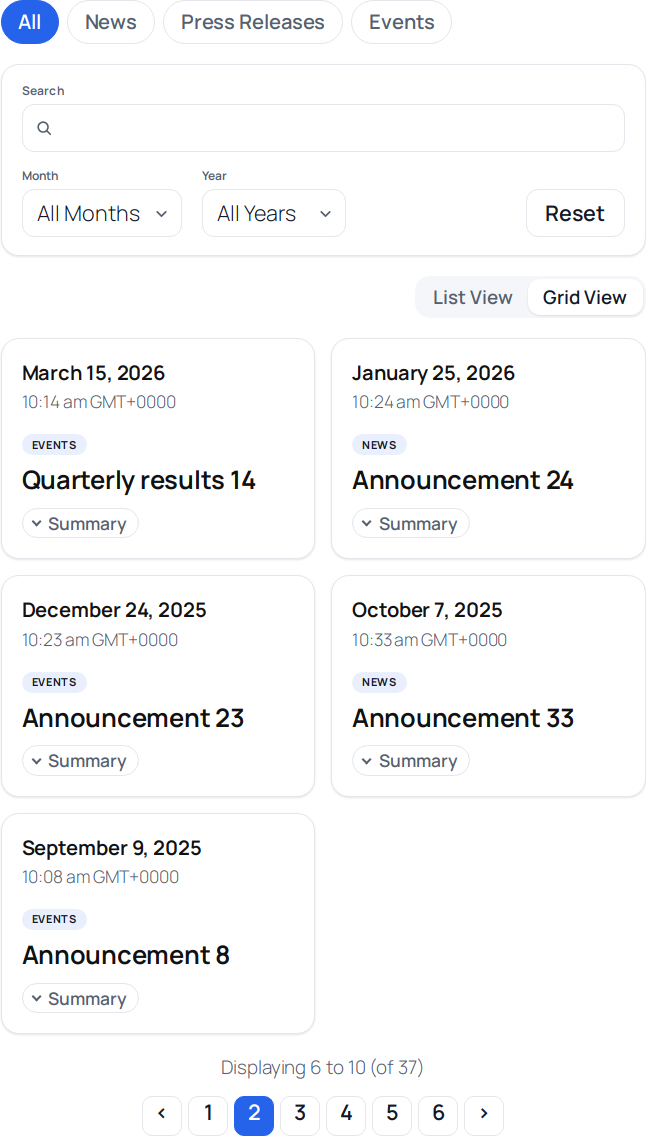 All
News
Press Releases
Events
Search
Month
Year
All Months
All Years
Reset
List View
Grid View
March 15, 2026
10:14 am GMT+0000
EVENTS
Quarterly results 14
Summary
January 25, 2026
10:24 am GMT+0000
NEWS
Announcement 24
Summary
December 24, 2025
10:23 am GMT+0000
EVENTS
Announcement 23
Summary
October 7, 2025
10:33 am GMT+0000
NEWS
Announcement 33
Summary
September 9, 2025
10:08 am GMT+0000
EVENTS
Announcement 8
Summary
Displaying 6 to 10 (of 37)
1 2 3 4 5 6